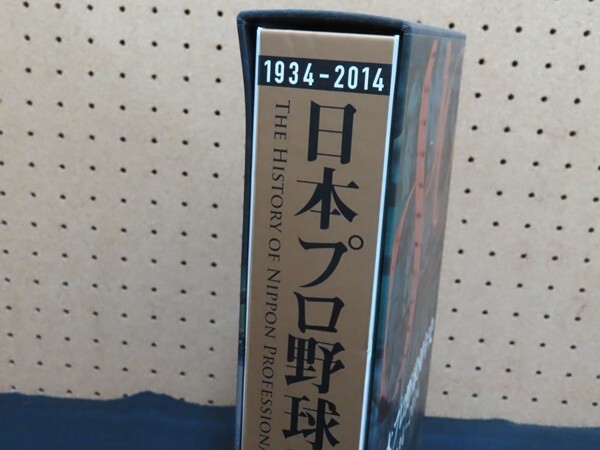 1934-2014
日本プロ野球
THE HISTORY OF NIPPON PROFESSIONA